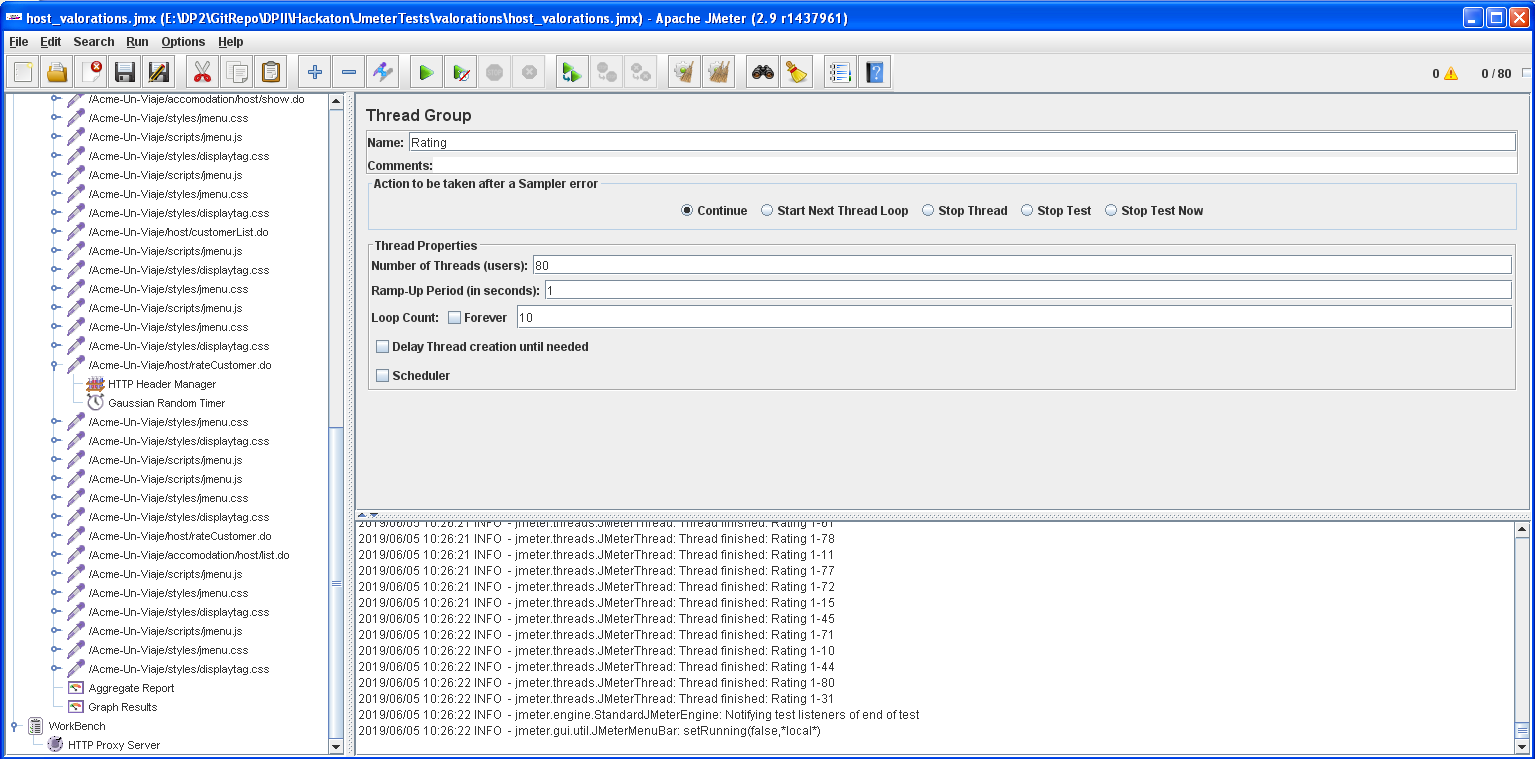 host_valorations.jmx (E:\DP2\GitRepo\DPII\Hackaton\JmeterTests\valorations\host_valorations.jmx) - Apache JMeter (2.9 r1437961)
File Edit Search Run Options Help
0 0 / 80
/Acme-Un-Viaje/accomodation/host/show.do
/Acme-Un-Viaje/styles/jmenu.css
/Acme-Un-Viaje/scripts/jmenu.js
/Acme-Un-Viaje/styles/displaytag.css
/Acme-Un-Viaje/scripts/jmenu.js
/Acme-Un-Viaje/styles/jmenu.css
/Acme-Un-Viaje/styles/displaytag.css
/Acme-Un-Viaje/host/customerList.do
/Acme-Un-Viaje/scripts/jmenu.js
/Acme-Un-Viaje/styles/displaytag.css
/Acme-Un-Viaje/styles/jmenu.css
/Acme-Un-Viaje/scripts/jmenu.js
/Acme-Un-Viaje/styles/jmenu.css
/Acme-Un-Viaje/styles/displaytag.css
/Acme-Un-Viaje/host/rateCustomer.do
HTTP Header Manager
Gaussian Random Timer
/Acme-Un-Viaje/styles/jmenu.css
/Acme-Un-Viaje/styles/displaytag.css
/Acme-Un-Viaje/scripts/jmenu.js
/Acme-Un-Viaje/scripts/jmenu.js
/Acme-Un-Viaje/styles/jmenu.css
/Acme-Un-Viaje/styles/displaytag.css
/Acme-Un-Viaje/host/rateCustomer.do
/Acme-Un-Viaje/accomodation/host/list.do
/Acme-Un-Viaje/scripts/jmenu.js
/Acme-Un-Viaje/styles/jmenu.css
/Acme-Un-Viaje/styles/displaytag.css
/Acme-Un-Viaje/scripts/jmenu.js
/Acme-Un-Viaje/styles/jmenu.css
/Acme-Un-Viaje/styles/displaytag.css
Aggregate Report
Graph Results
WorkBench
HTTP Proxy Server
Thread Group
Name: Rating
Comments:
Action to be taken after a Sampler error
Continue Start Next Thread Loop Stop Thread Stop Test Stop Test Now
Thread Properties
Number of Threads (users): 80
Ramp-Up Period (in seconds): 1
Loop Count: Forever 10
Delay Thread creation until needed
Scheduler
2019/06/05 10:26:21 INFO - jmeter.threads.JMeterThread: Thread finished: Rating 1-61
2019/06/05 10:26:21 INFO - jmeter.threads.JMeterThread: Thread finished: Rating 1-78
2019/06/05 10:26:21 INFO - jmeter.threads.JMeterThread: Thread finished: Rating 1-11
2019/06/05 10:26:21 INFO - jmeter.threads.JMeterThread: Thread finished: Rating 1-77
2019/06/05 10:26:21 INFO - jmeter.threads.JMeterThread: Thread finished: Rating 1-72
2019/06/05 10:26:21 INFO - jmeter.threads.JMeterThread: Thread finished: Rating 1-15
2019/06/05 10:26:22 INFO - jmeter.threads.JMeterThread: Thread finished: Rating 1-45
2019/06/05 10:26:22 INFO - jmeter.threads.JMeterThread: Thread finished: Rating 1-71
2019/06/05 10:26:22 INFO - jmeter.threads.JMeterThread: Thread finished: Rating 1-10
2019/06/05 10:26:22 INFO - jmeter.threads.JMeterThread: Thread finished: Rating 1-44
2019/06/05 10:26:22 INFO - jmeter.threads.JMeterThread: Thread finished: Rating 1-80
2019/06/05 10:26:22 INFO - jmeter.threads.JMeterThread: Thread finished: Rating 1-31
2019/06/05 10:26:22 INFO - jmeter.engine.StandardJMeterEngine: Notifying test listeners of end of test
2019/06/05 10:26:22 INFO - jmeter.gui.util.JMeterMenuBar: setRunning(false,*local*)